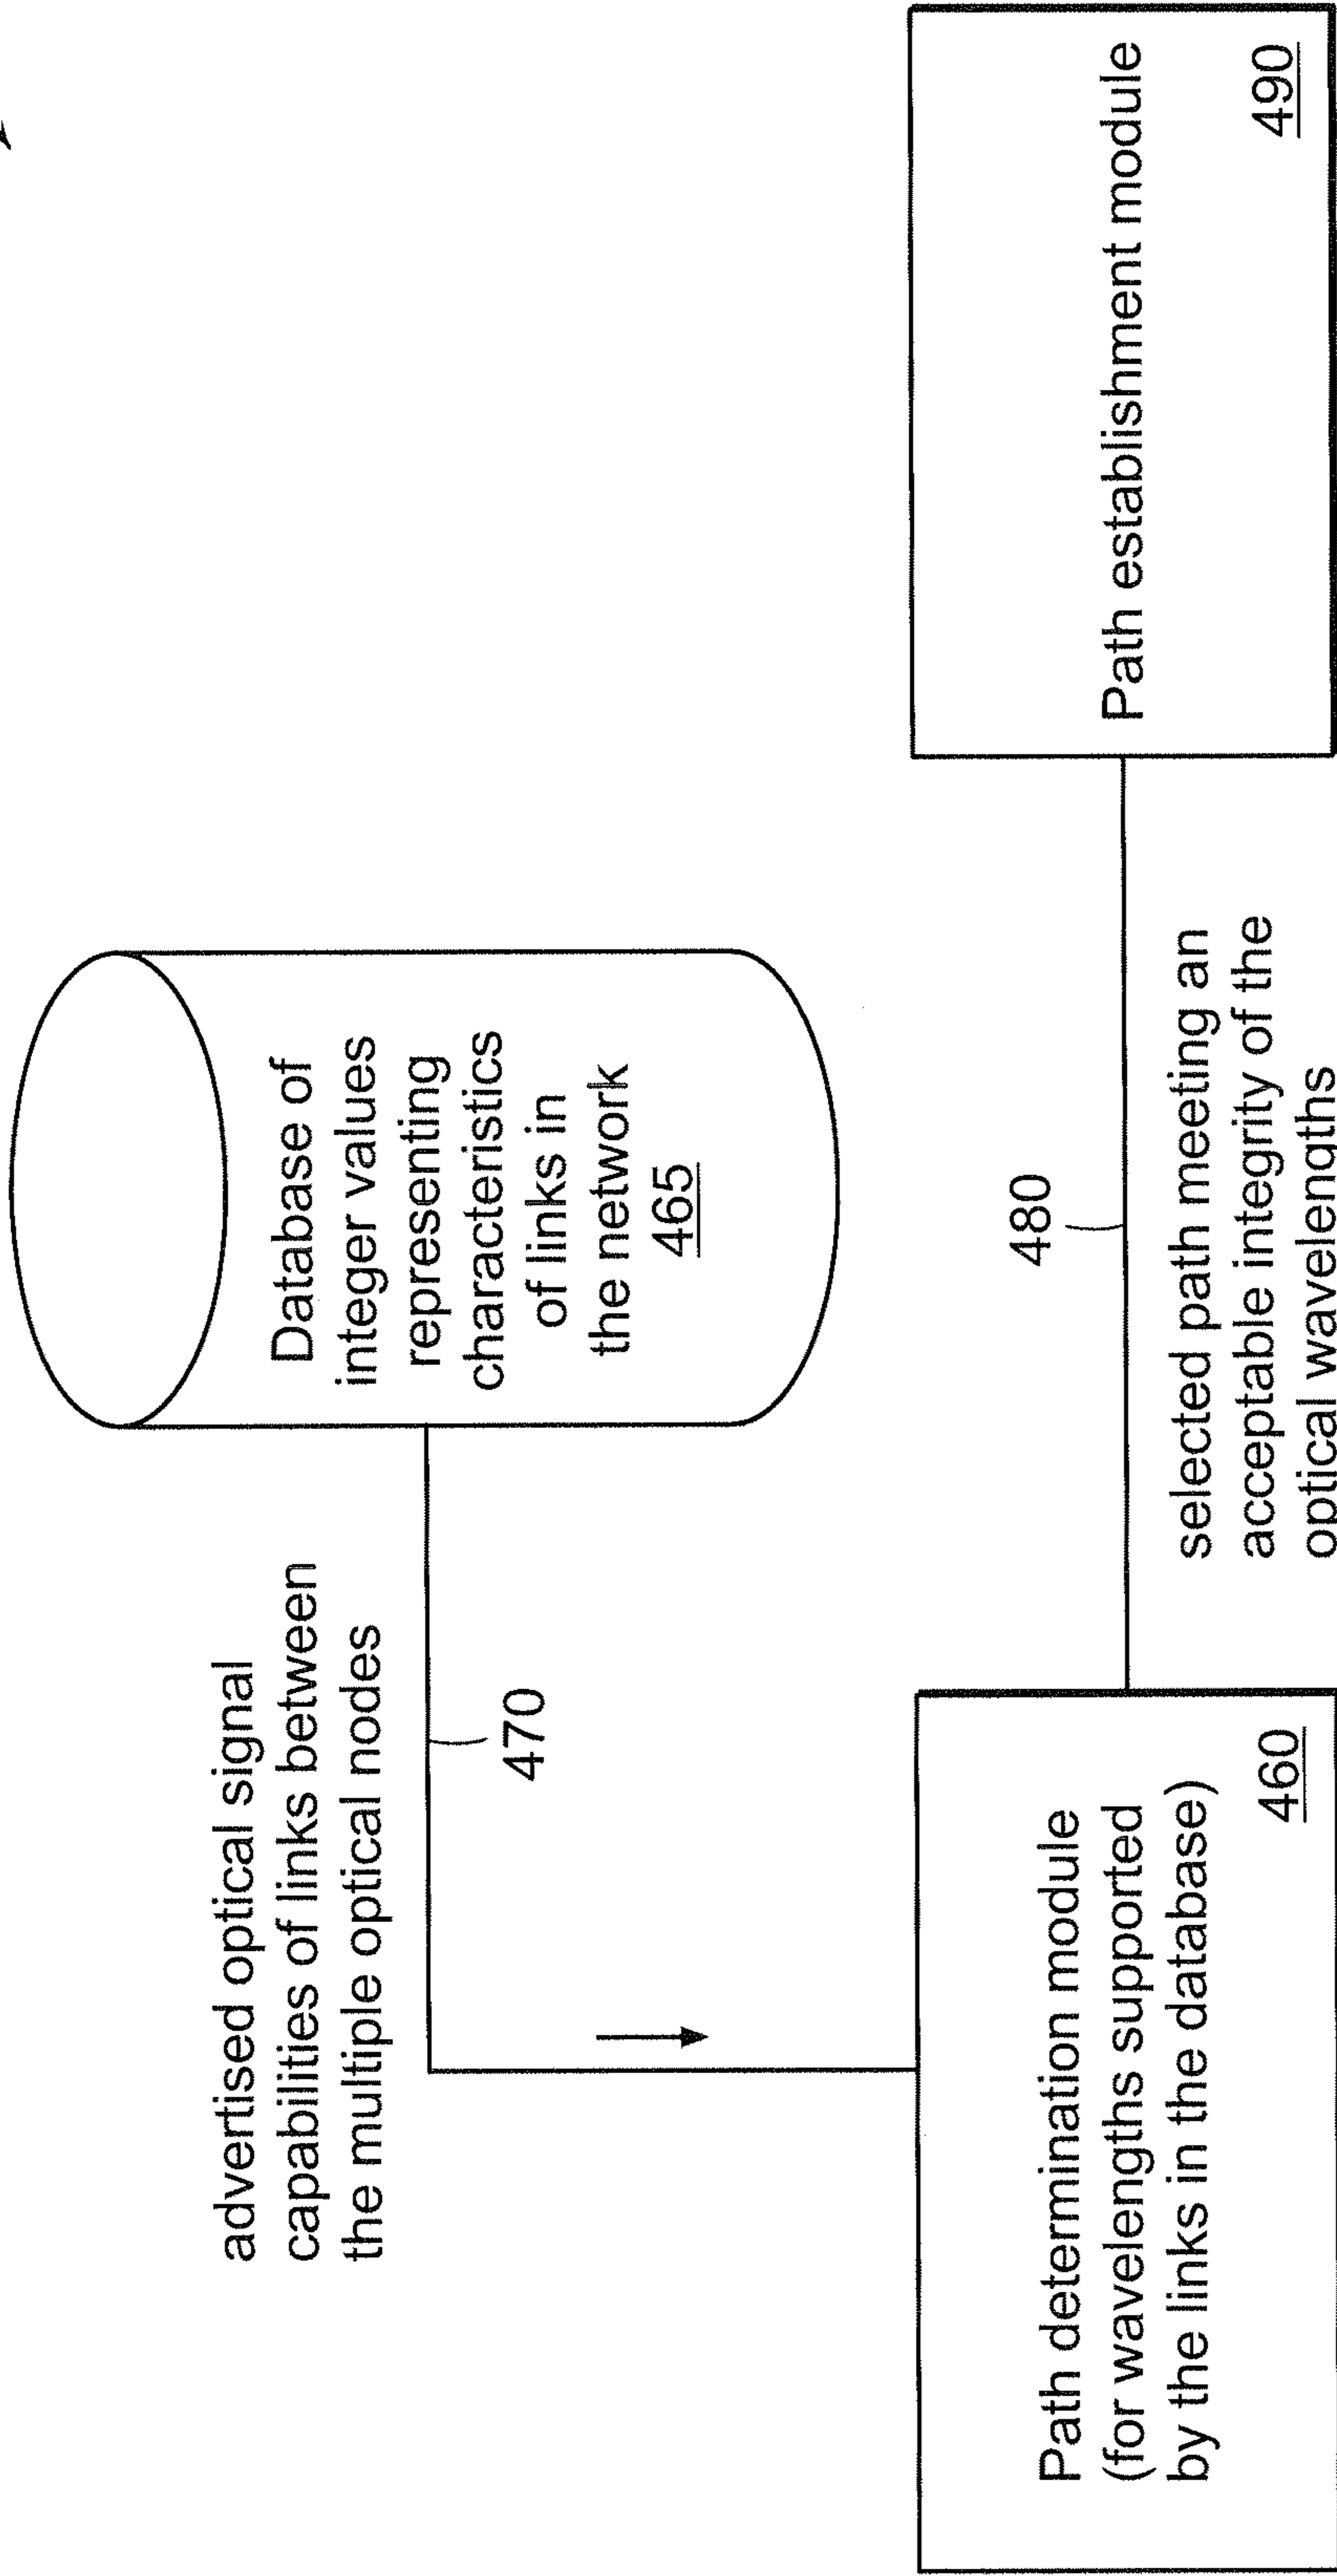 advertised optical signal
capabilities of links between
the multiple optical nodes
470
Database of
integer values
representing
characteristics
of links in
the network
465
Path determination module
(for wavelengths supported
by the links in the database)
460
480
selected path meeting an
acceptable integrity of the
optical wavelengths
Path establishment module
490